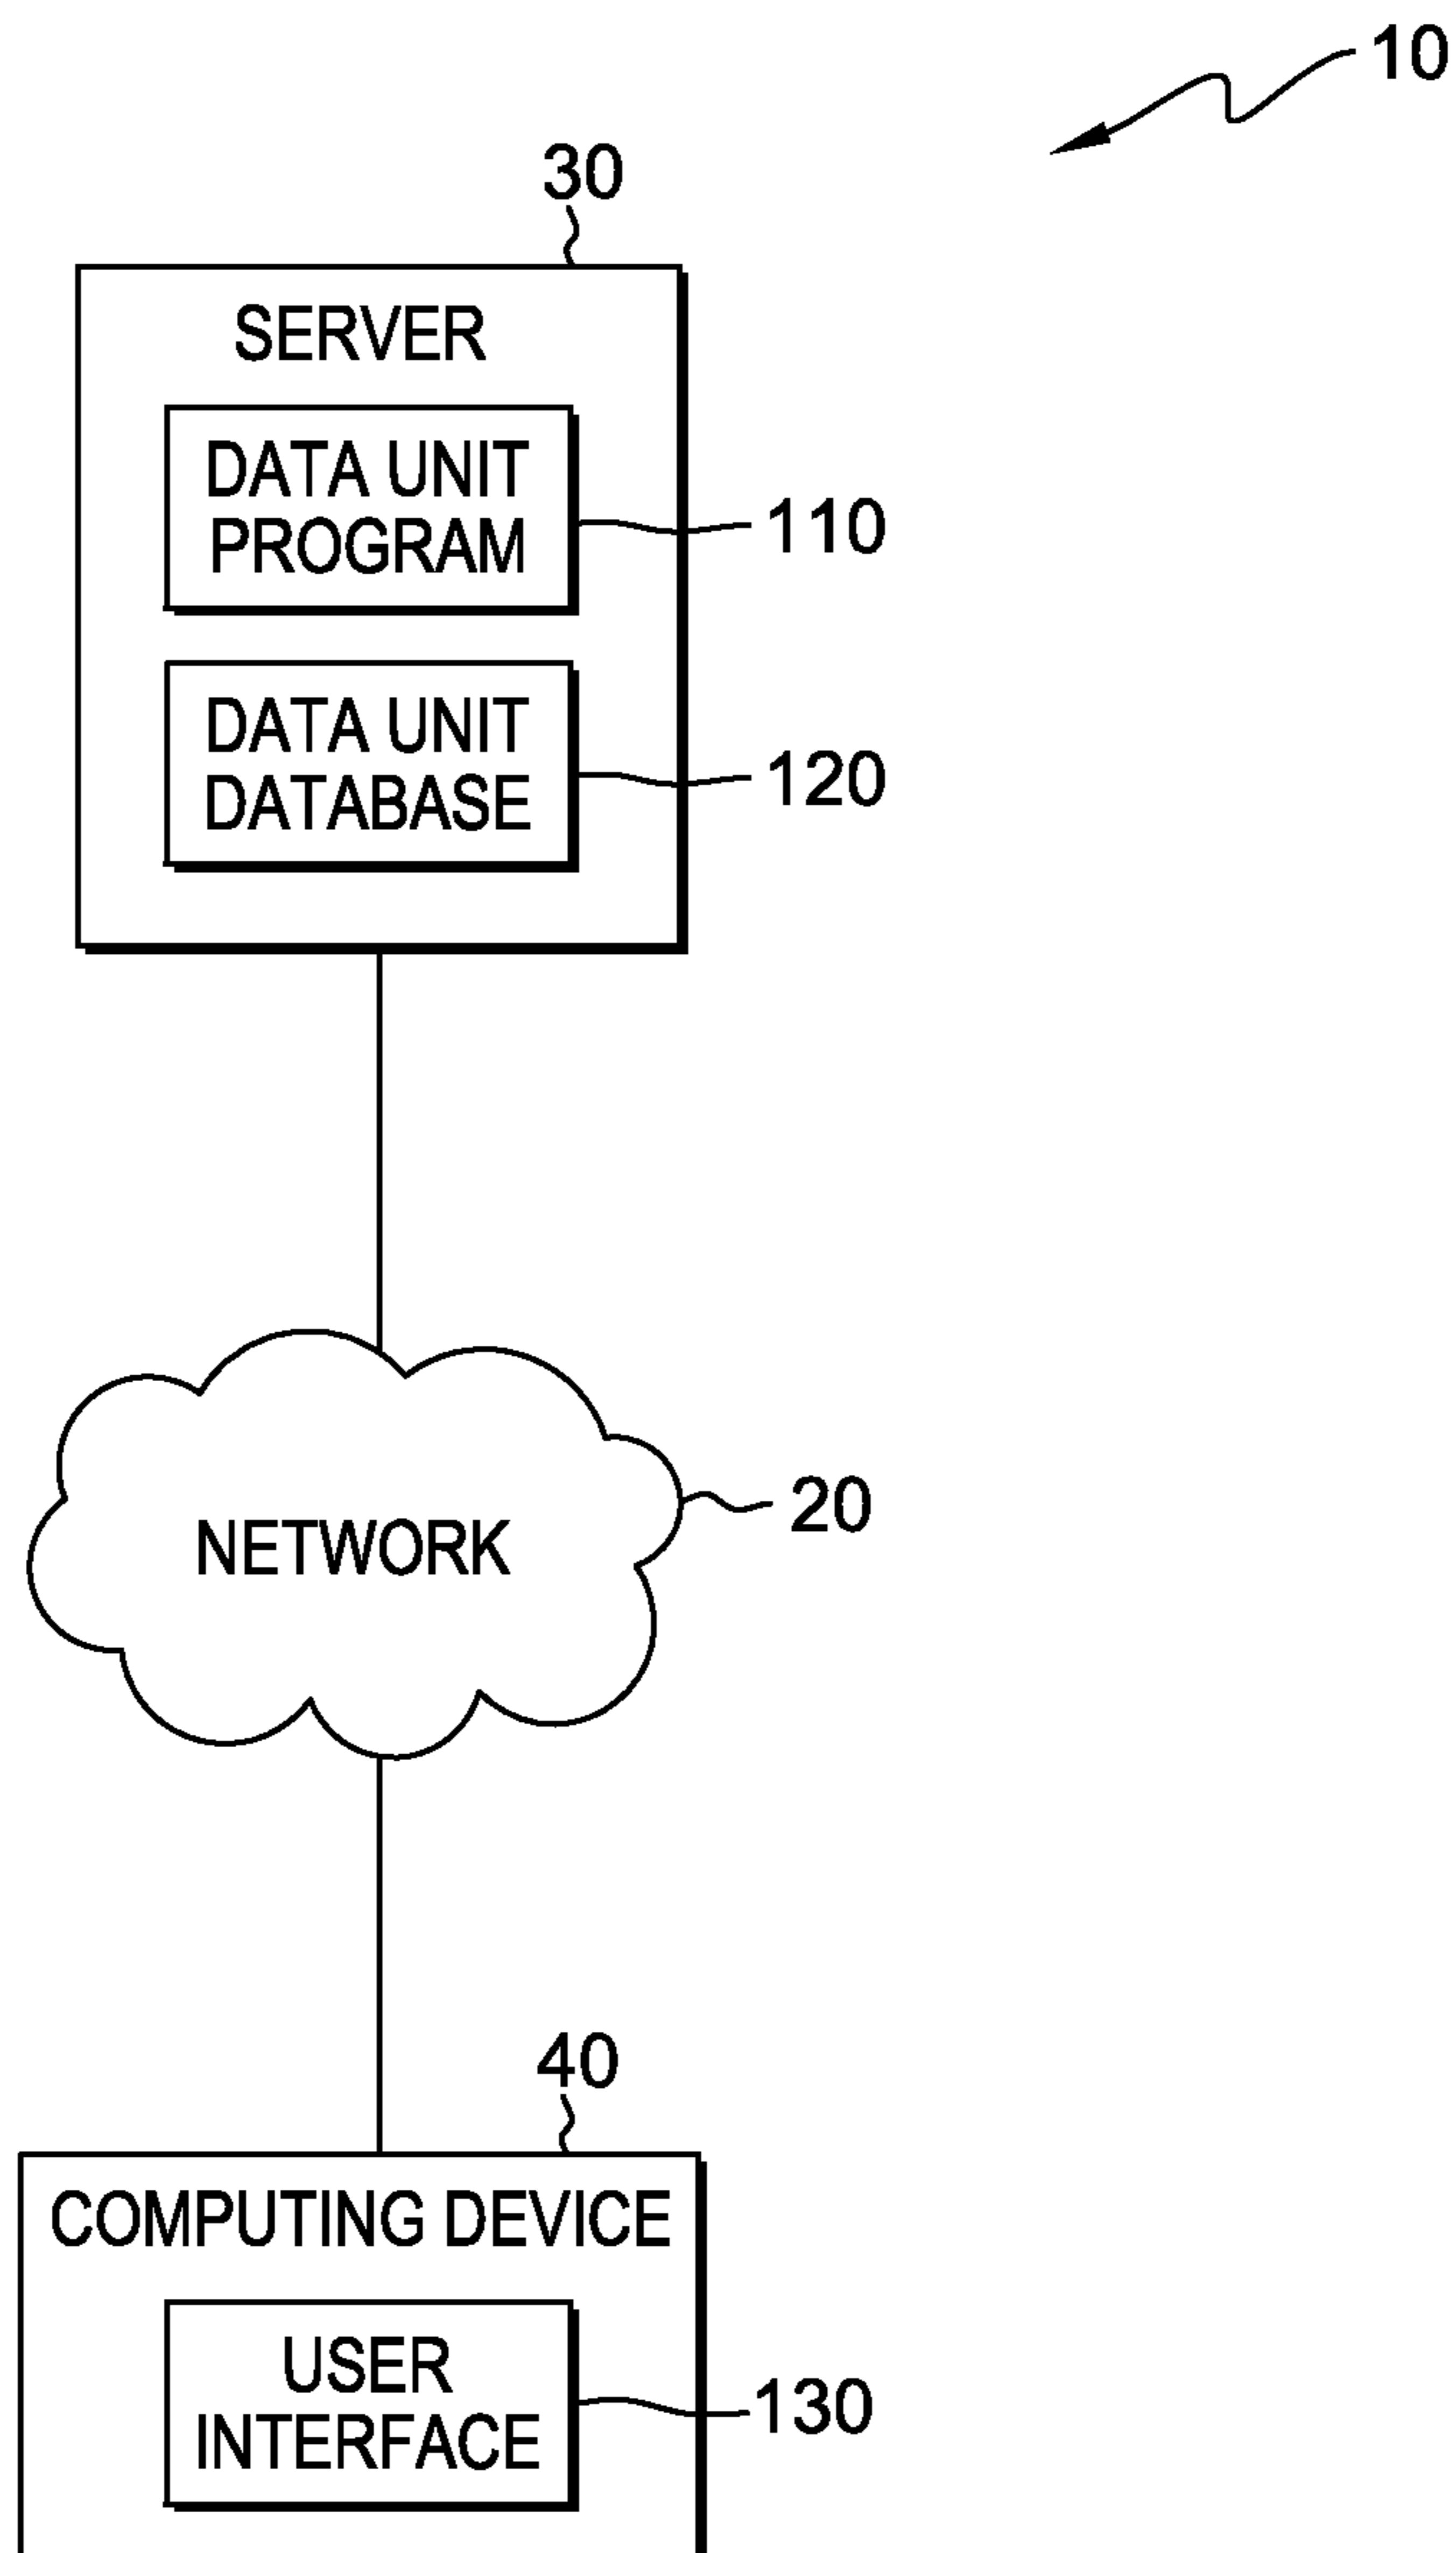 10
30
SERVER
DATA UNIT
PROGRAM
110
DATA UNIT
DATABASE
120
NETWORK
20
40
COMPUTING DEVICE
USER
INTERFACE
130